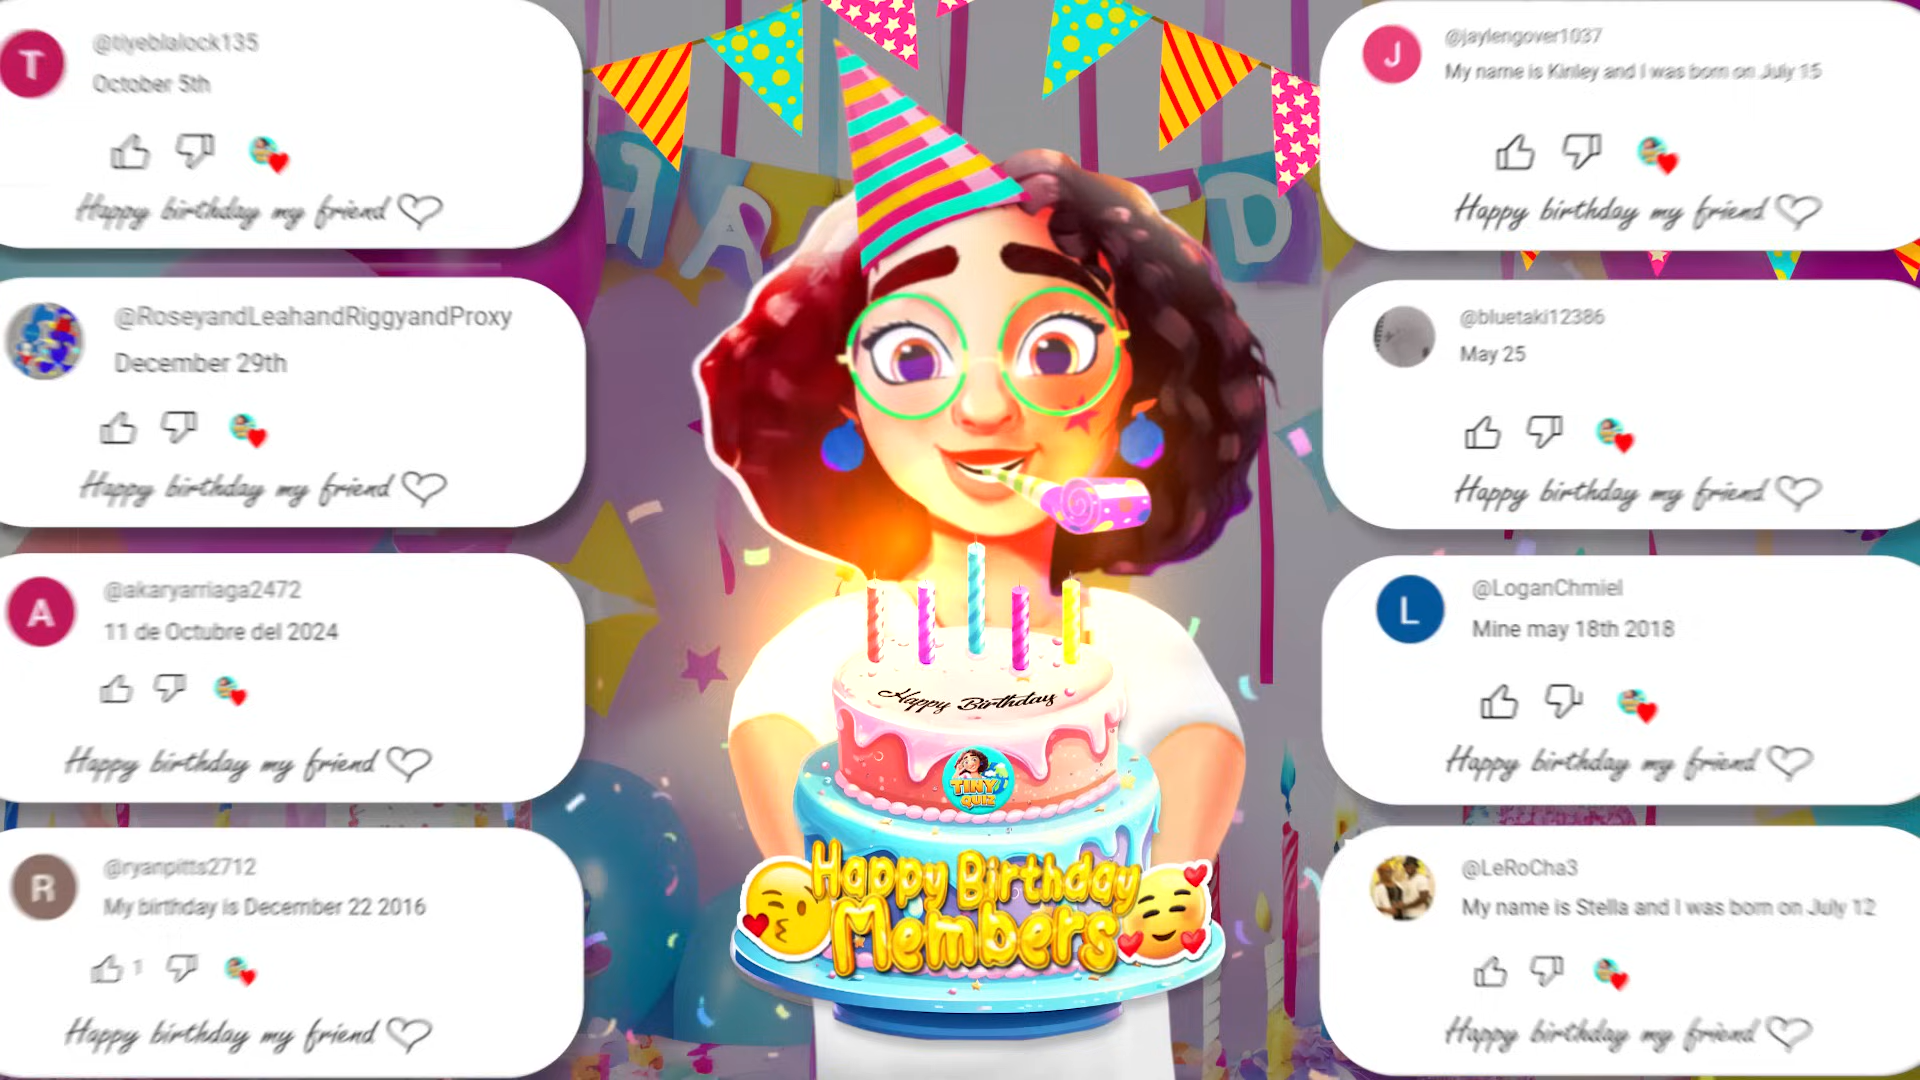 T
@tiyeblalock135
October 5th
Happy birthday my friend
@RoseyandLeahandRiggyandProxy
December 29th
Happy birthday my friend
A
@akaryarriaga2472
11 de Octubre del 2024
Happy birthday my friend
R
@ryanpitts2712
My birthday is December 22 2016
1
Happy birthday my friend
HA
D
Happy Birthday
TINY
QUIZ
Happy Birthday
Members
J
@jaylengover1037
My name is Kinley and I was born on July 15
Happy birthday my friend
@bluetaki12386
May 25
Happy birthday my friend
L
@LoganChmiel
Mine may 18th 2018
Happy birthday my friend
@LeRoCha3
My name is Stella and I was born on July 12
Happy birthday my friend